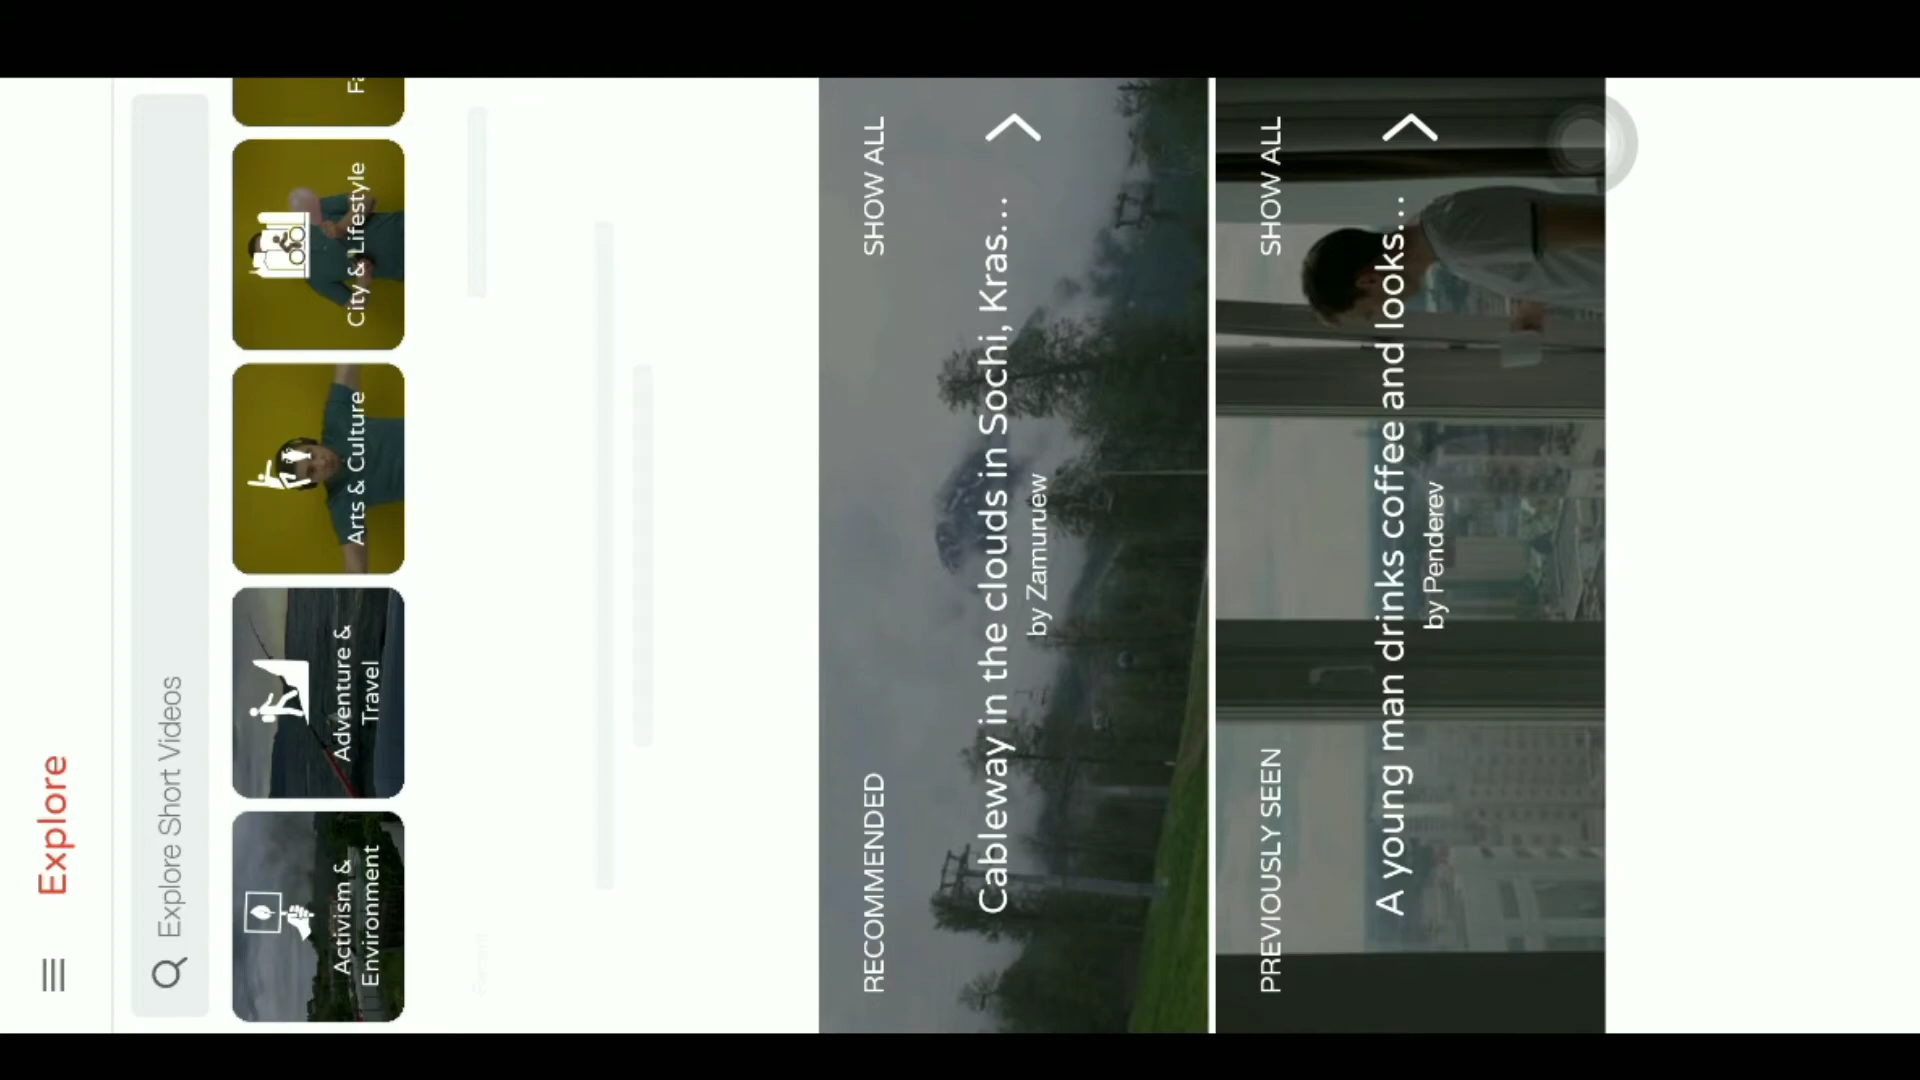 Explore
Explore Short Videos
Activism &
Environment
Adventure &
Travel
Arts & Culture
City & Lifestyle
Fa
RECOMMENDED
SHOW ALL
Cableway in the clouds in Sochi, Kras...
by Zamuruew
PREVIOUSLY SEEN
SHOW ALL
A young man drinks coffee and looks...
by Penderev